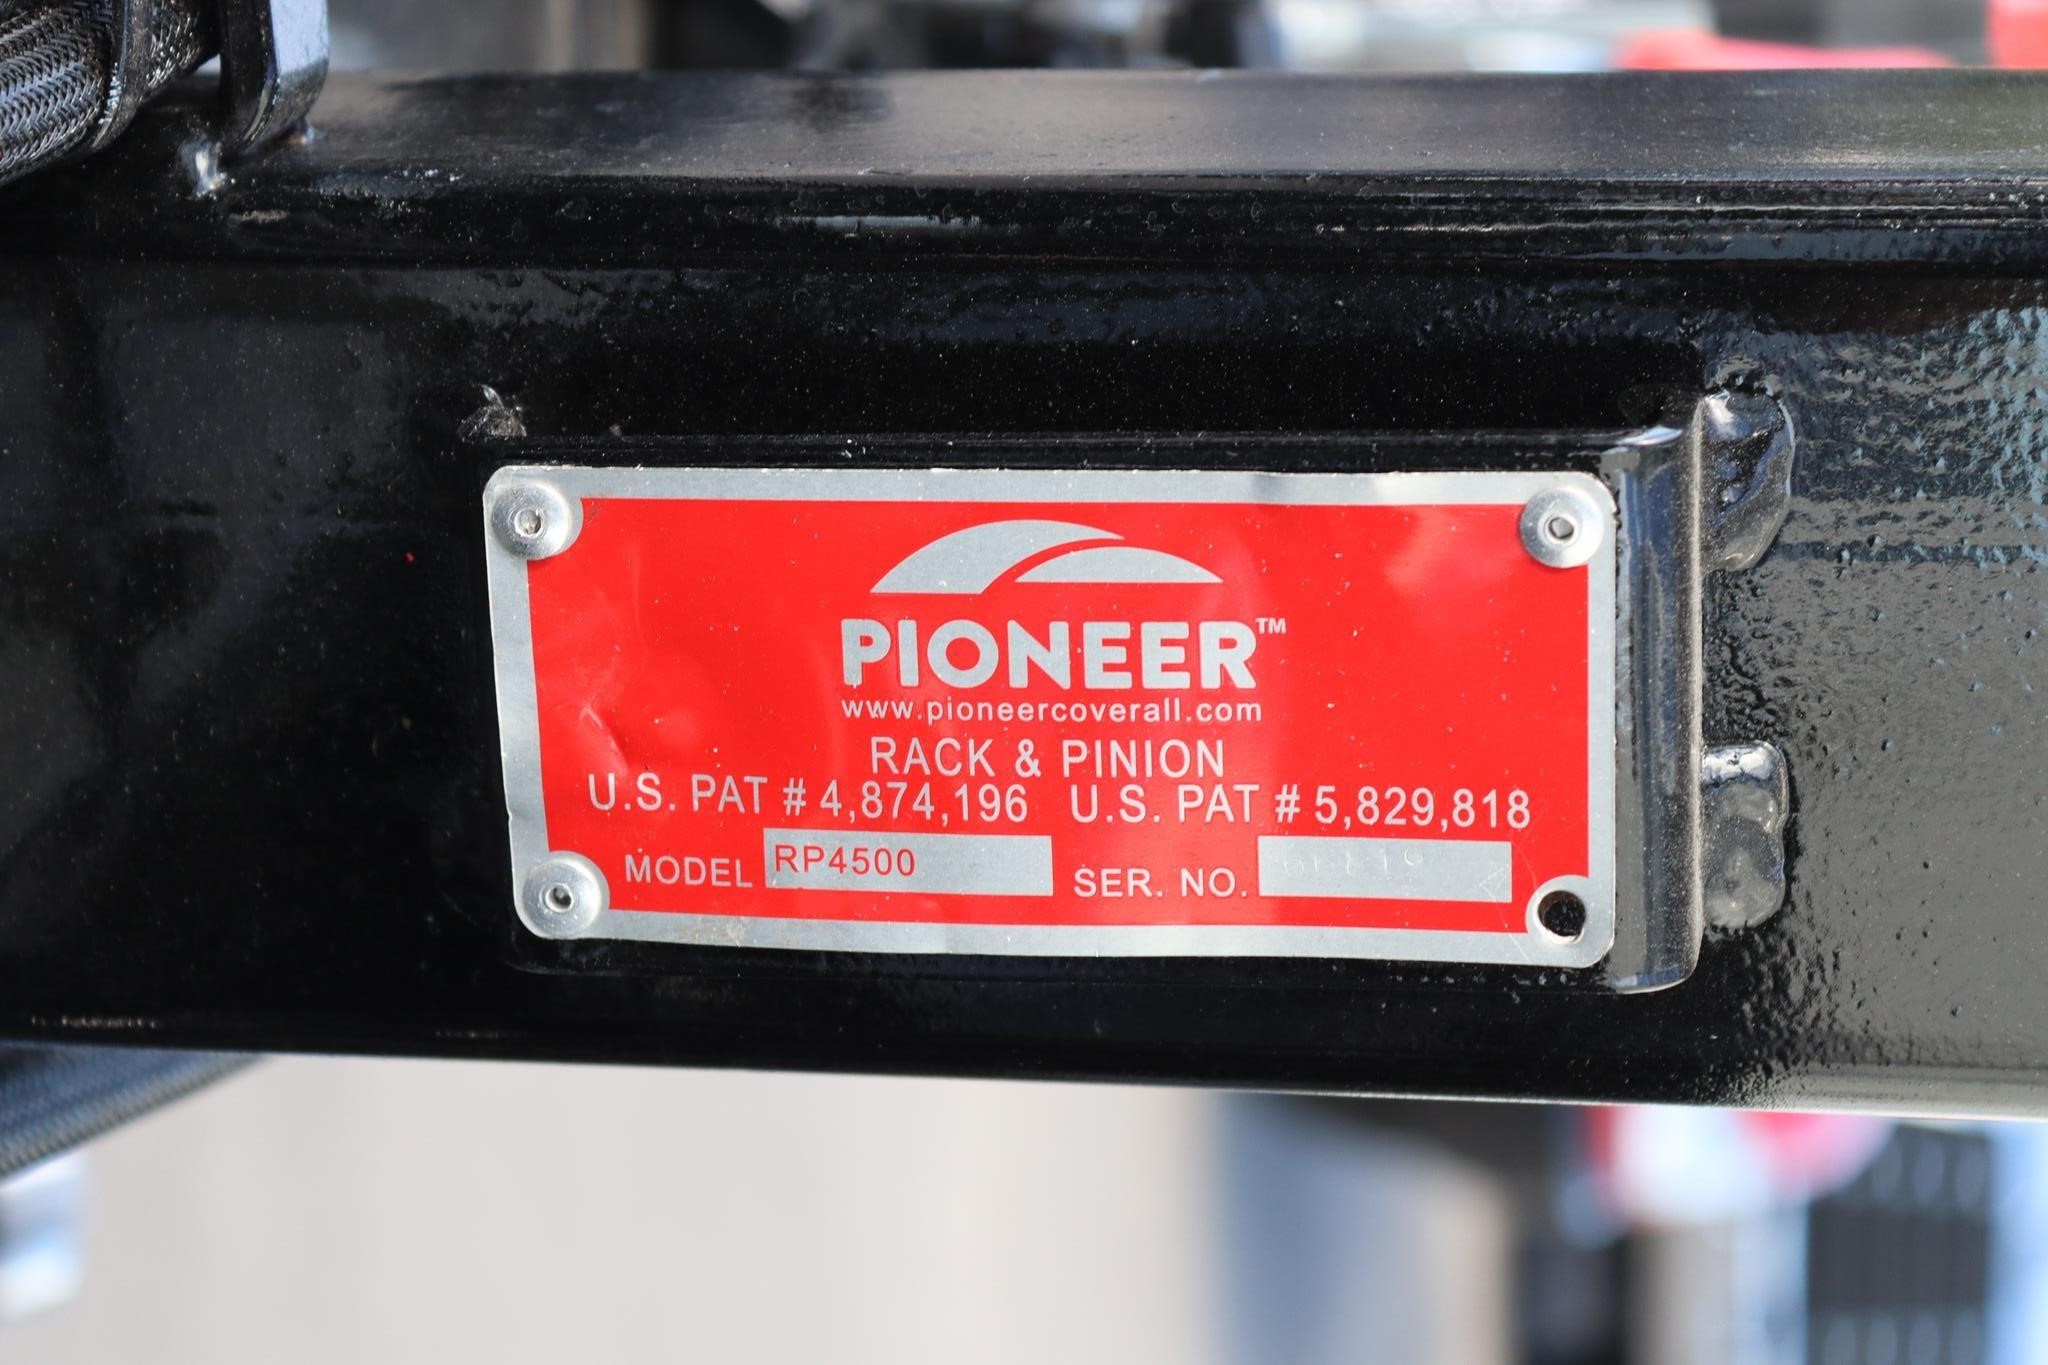 PIONEER™
www.pioneercoverall.com
RACK & PINION
U.S. PAT # 4,874,196 U.S. PAT # 5,829,818
MODEL RP4500 SER. NO.